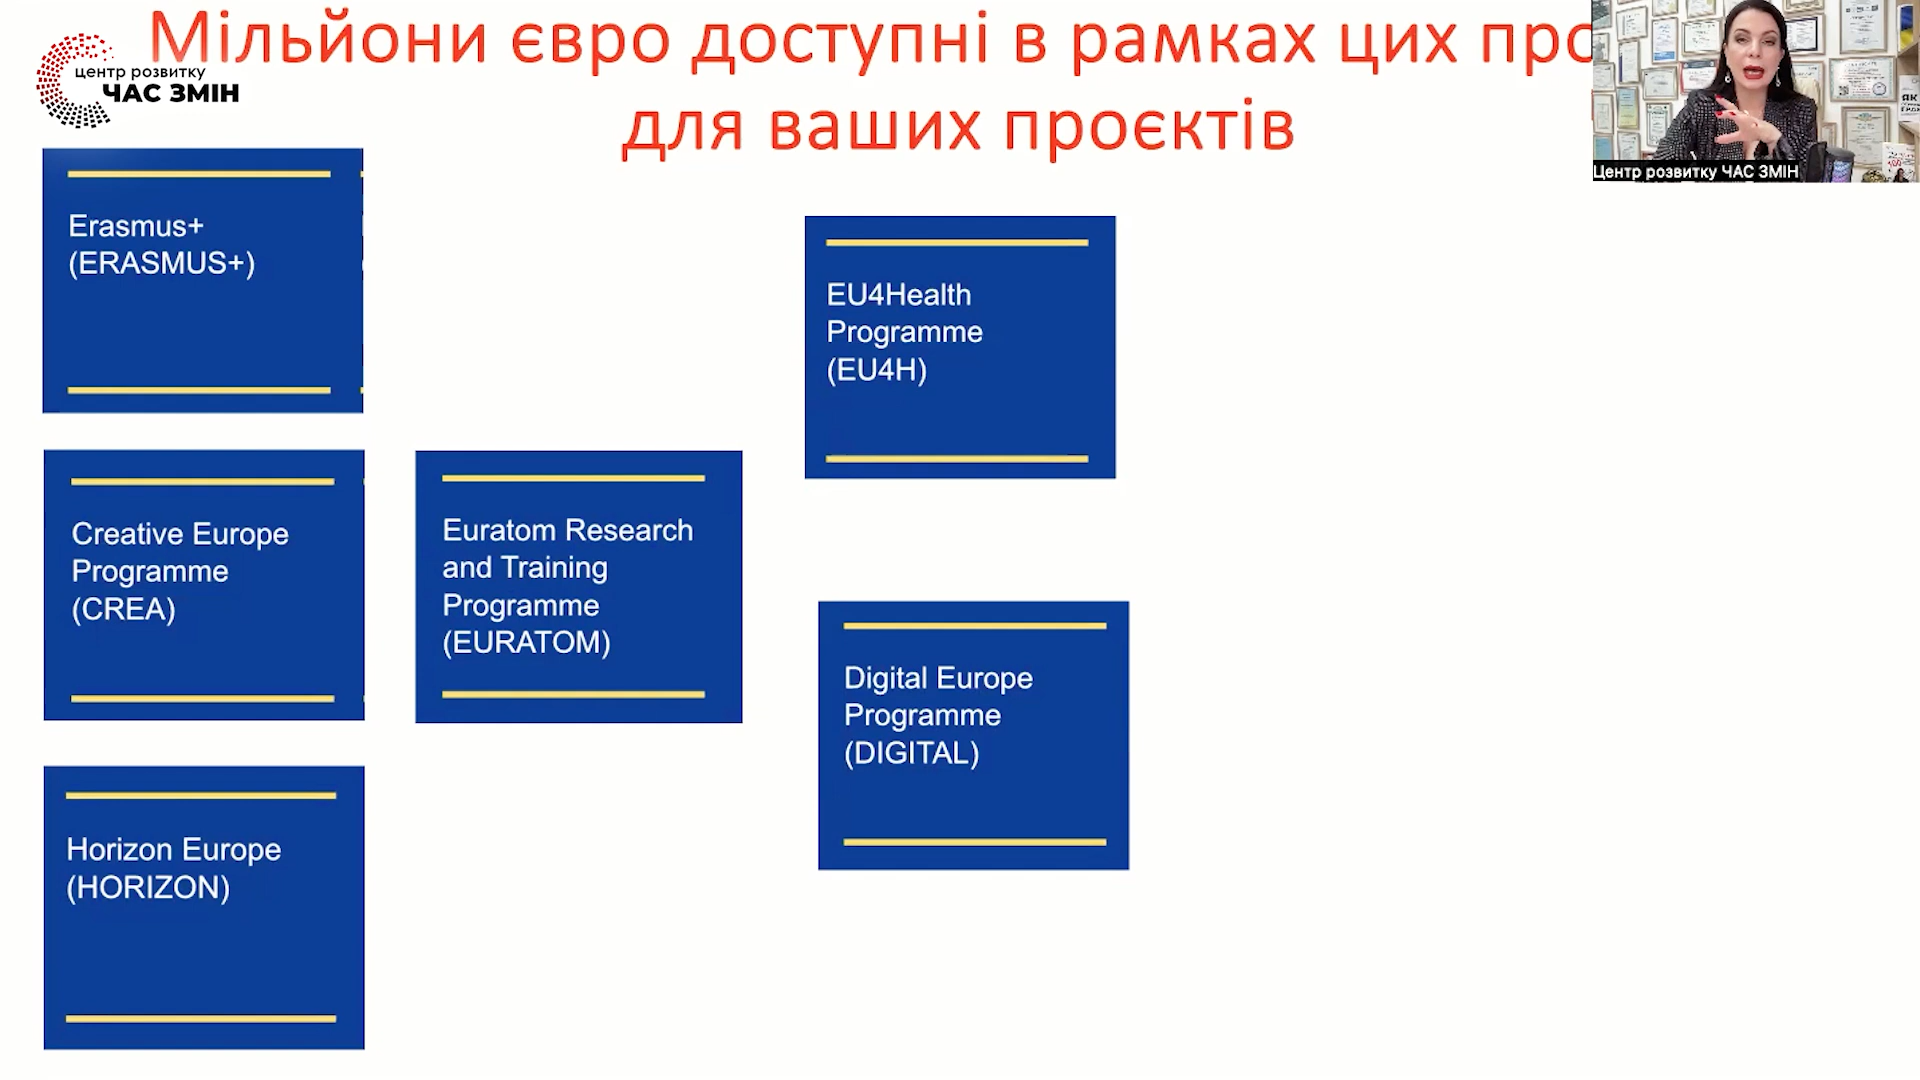 Мільйони євро доступні в рамках цих
для ваших проєктів
центр розвитку
ЧАС ЗМІН
Центр розвитку ЧАС ЗМІН
Erasmus+
(ERASMUS+)
EU4Health
Programme
(EU4H)
Creative Europe
Programme
(CREA)
Euratom Research
and Training
Programme
(EURATOM)
Digital Europe
Programme
(DIGITAL)
Horizon Europe
(HORIZON)